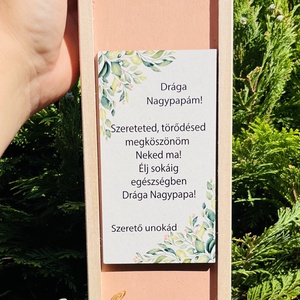 Drága
Nagypapám!
Szereteted, törődésed
megköszönöm
Neked ma!
Élj sokáig
egészségben
Drága Nagypapa!
Szerető unokád